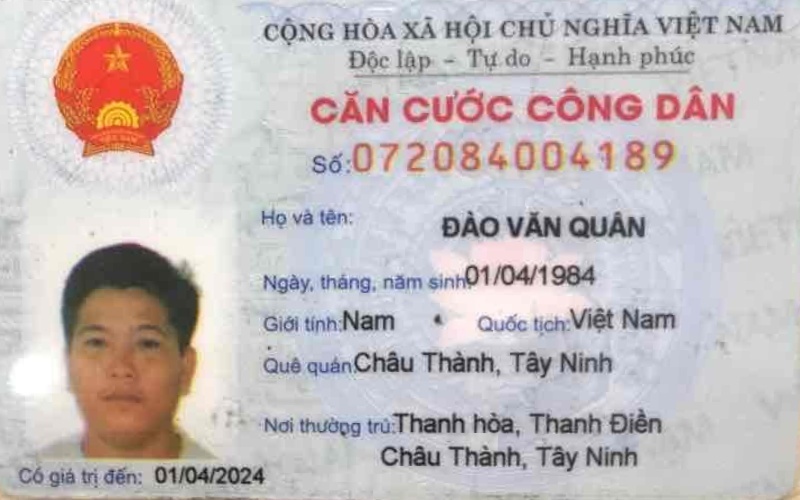 CỘNG HÒA XÃ HỘI CHỦ NGHĨA VIỆT NAM
Độc lập - Tự do - Hạnh phúc
CĂN CƯỚC CÔNG DÂN
Số: 072084004189
Họ và tên: ĐÀO VĂN QUÂN
Ngày, tháng, năm sinh: 01/04/1984
Giới tính: Nam Quốc tịch: Việt Nam
Quê quán: Châu Thành, Tây Ninh
Nơi thường trú: Thanh hòa, Thanh Điền
Châu Thành, Tây Ninh
Có giá trị đến: 01/04/2024